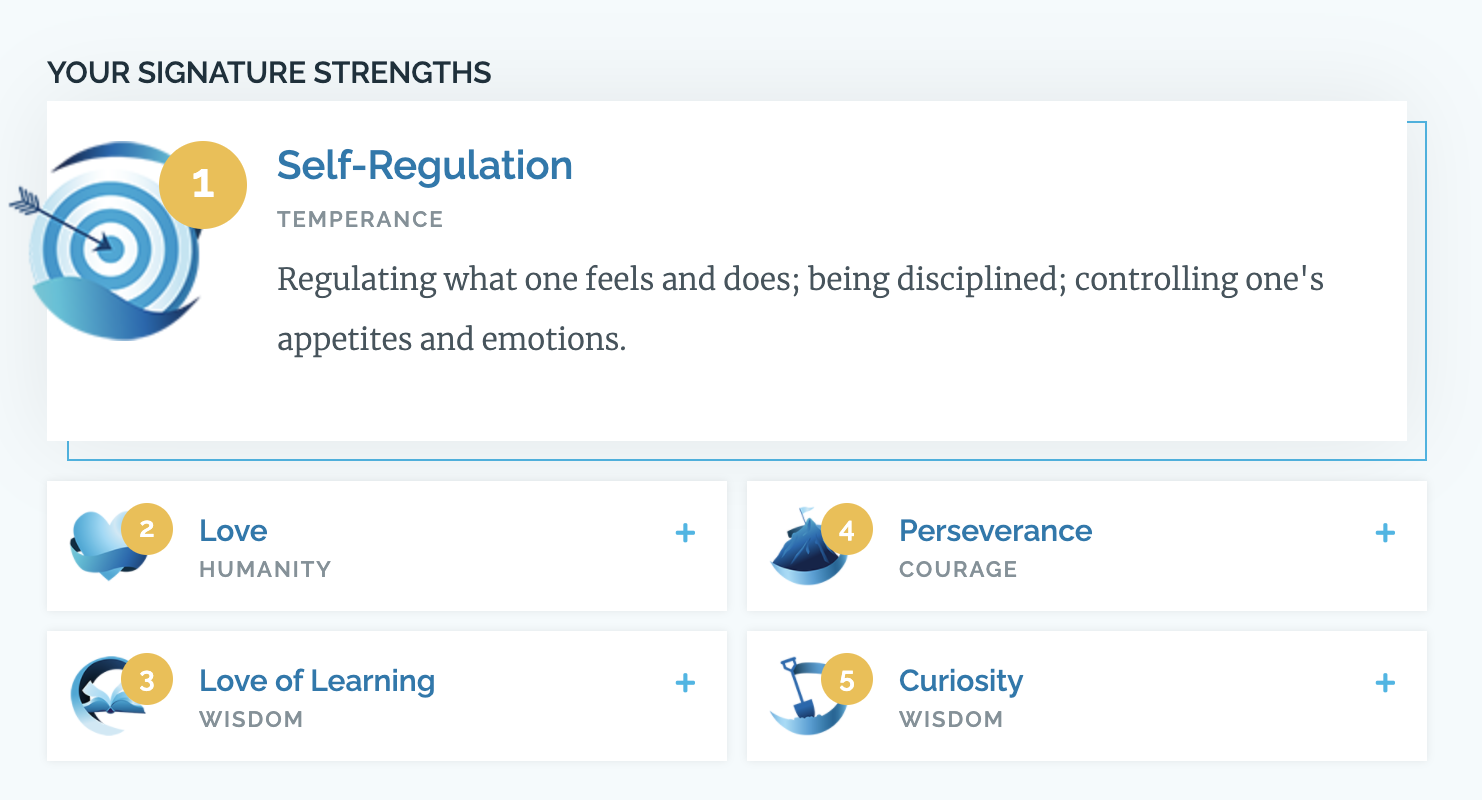 YOUR SIGNATURE STRENGTHS
1
Self-Regulation
TEMPERANCE
Regulating what one feels and does; being disciplined; controlling one's
appetites and emotions.
2
Love
HUMANITY
+
3
Love of Learning
WISDOM
+
4
Perseverance
COURAGE
+
5
Curiosity
WISDOM
+